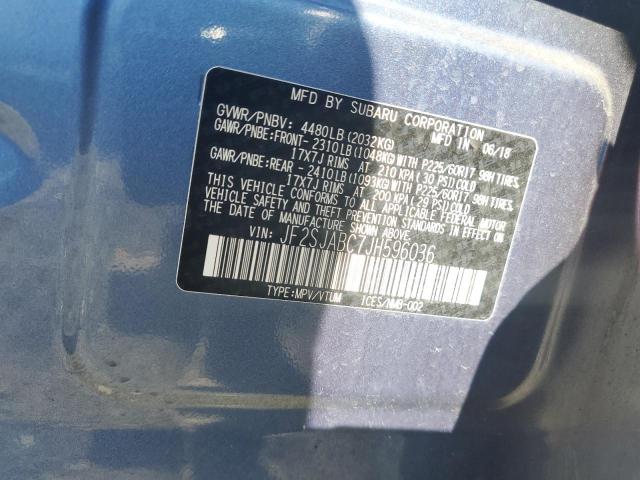 MFD BY SUBARU CORPORATION
GVWR/PNBV: 4480LB (2032KG) MFD IN 06/18
GAWR/PNBE:FRONT- 2310LB (1048KG) WITH P225/60R17 98H TIRES,
17X7J RIMS AT 210 KPA (30 PSI) COLD
GAWR/PNBE:REAR - 2410LB (1093KG) WITH P225/60R17 98H TIRES,
17X7J RIMS AT 200 KPA (29 PSI) COLD
THIS VEHICLE CONFORMS TO ALL APPLICABLE FEDERAL MOTOR
VEHICLE SAFETY AND THEFT PREVENTION STANDARDS IN EFFECT ON
THE DATE OF MANUFACTURE SHOWN ABOVE
VIN: JF2SJABC7JH596036
TYPE:MPV/VTUM ICES/NMB-002